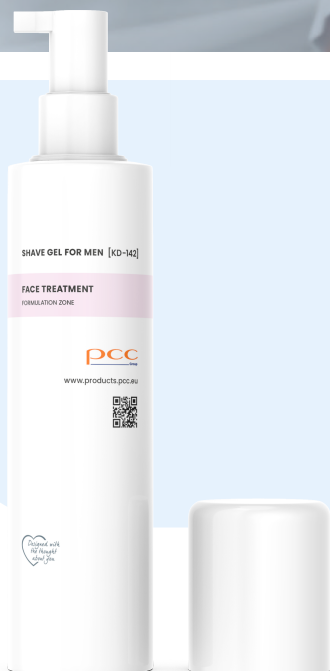 SHAVE GEL FOR MEN [KD-142]
FACE TREATMENT
FORMULATION ZONE
pcc
www.products.pcc.eu
Designed with
the thought
about you